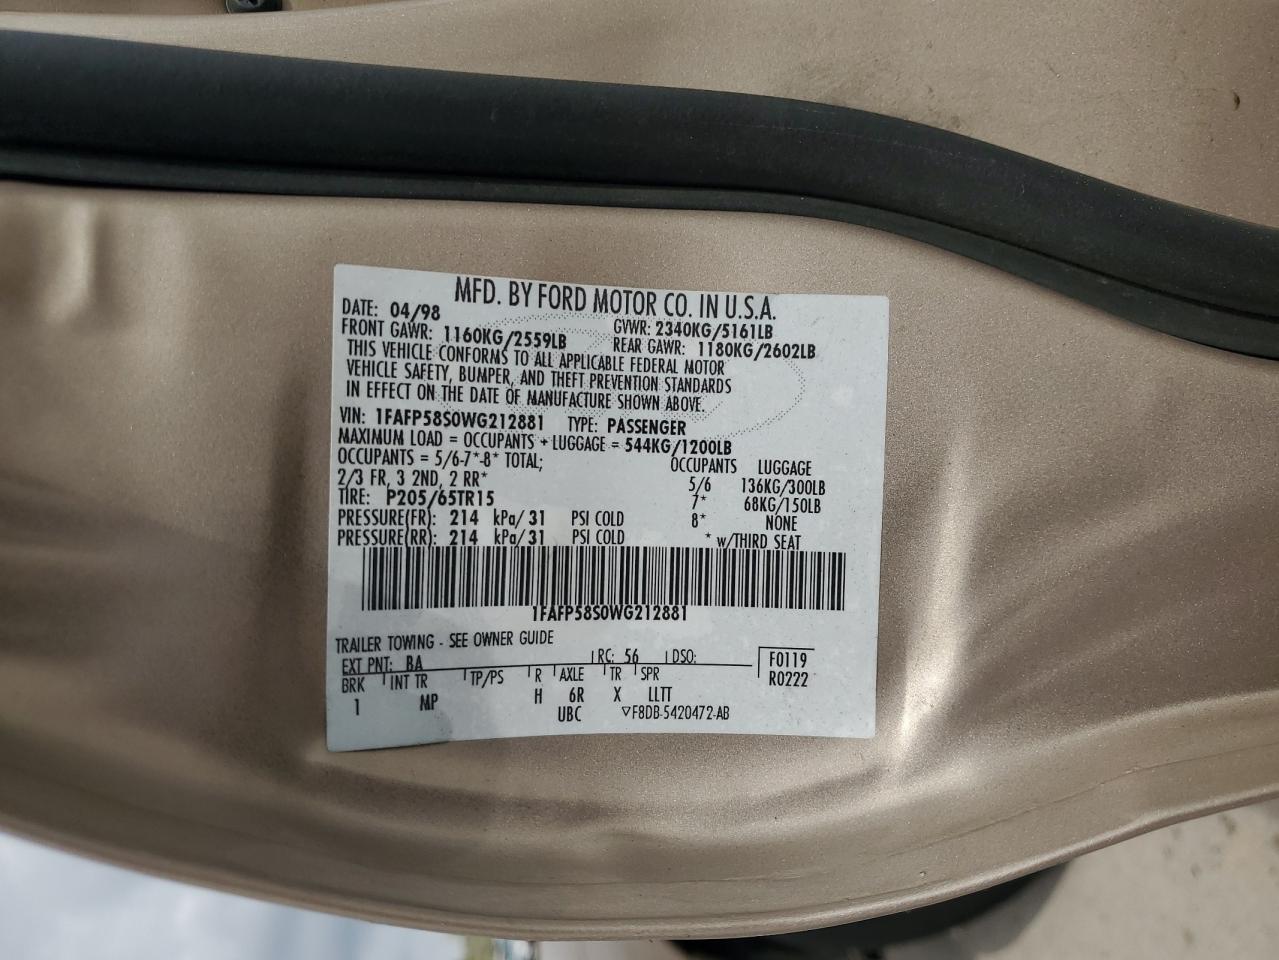 MFD. BY FORD MOTOR CO. IN U.S.A.
DATE: 04/98 GVWR: 2340KG/5161LB
FRONT GAWR: 1160KG/2559LB REAR GAWR: 1180KG/2602LB
THIS VEHICLE CONFORMS TO ALL APPLICABLE FEDERAL MOTOR
VEHICLE SAFETY, BUMPER, AND THEFT PREVENTION STANDARDS
IN EFFECT ON THE DATE OF MANUFACTURE SHOWN ABOVE.
VIN: 1FAFP58S0WG212881 TYPE: PASSENGER
MAXIMUM LOAD = OCCUPANTS + LUGGAGE = 544KG/1200LB
OCCUPANTS = 5/6-7*-8* TOTAL; OCCUPANTS LUGGAGE
2/3 FR, 3 2ND, 2 RR* 5/6 136KG/300LB
TIRE: P205/65TR15 7* 68KG/150LB
PRESSURE(FR): 214 kPa/31 PSI COLD 8* NONE
PRESSURE(RR): 214 kPa/31 PSI COLD * w/THIRD SEAT
1FAFP58S0WG212881
TRAILER TOWING - SEE OWNER GUIDE
EXT PNT: BA RC: 56 DSO: F0119
BRK INT TR TP/PS R AXLE TR SPR R0222
1 MP H 6R X LLTT
UBC ▽F8DB-5420472-AB